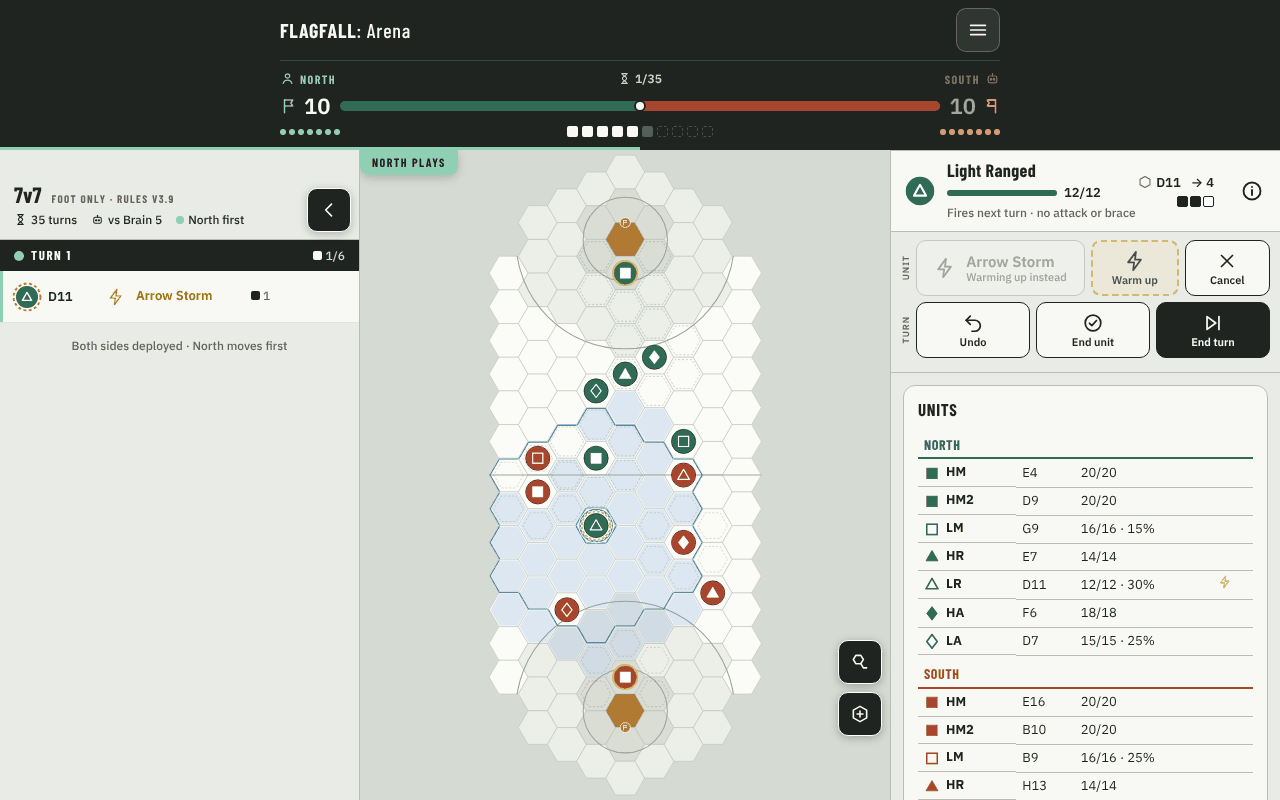 FLAGFALL: Arena
NORTH
1/35
SOUTH
10
10
NORTH PLAYS
7v7 FOOT ONLY · RULES V3.9
35 turns vs Brain 5 North first
TURN 1 1/6
D11 Arrow Storm 1
Both sides deployed · North moves first
F
F
Light Ranged
12/12
D11 → 4
Fires next turn · no attack or brace
UNIT
Arrow Storm
Warming up instead
Warm up
Cancel
TURN
Undo
End unit
End turn
UNITS
NORTH
HM E4 20/20
HM2 D9 20/20
LM G9 16/16 · 15%
HR E7 14/14
LR D11 12/12 · 30%
HA F6 18/18
LA D7 15/15 · 25%
SOUTH
HM E16 20/20
HM2 B10 20/20
LM B9 16/16 · 25%
HR H13 14/14